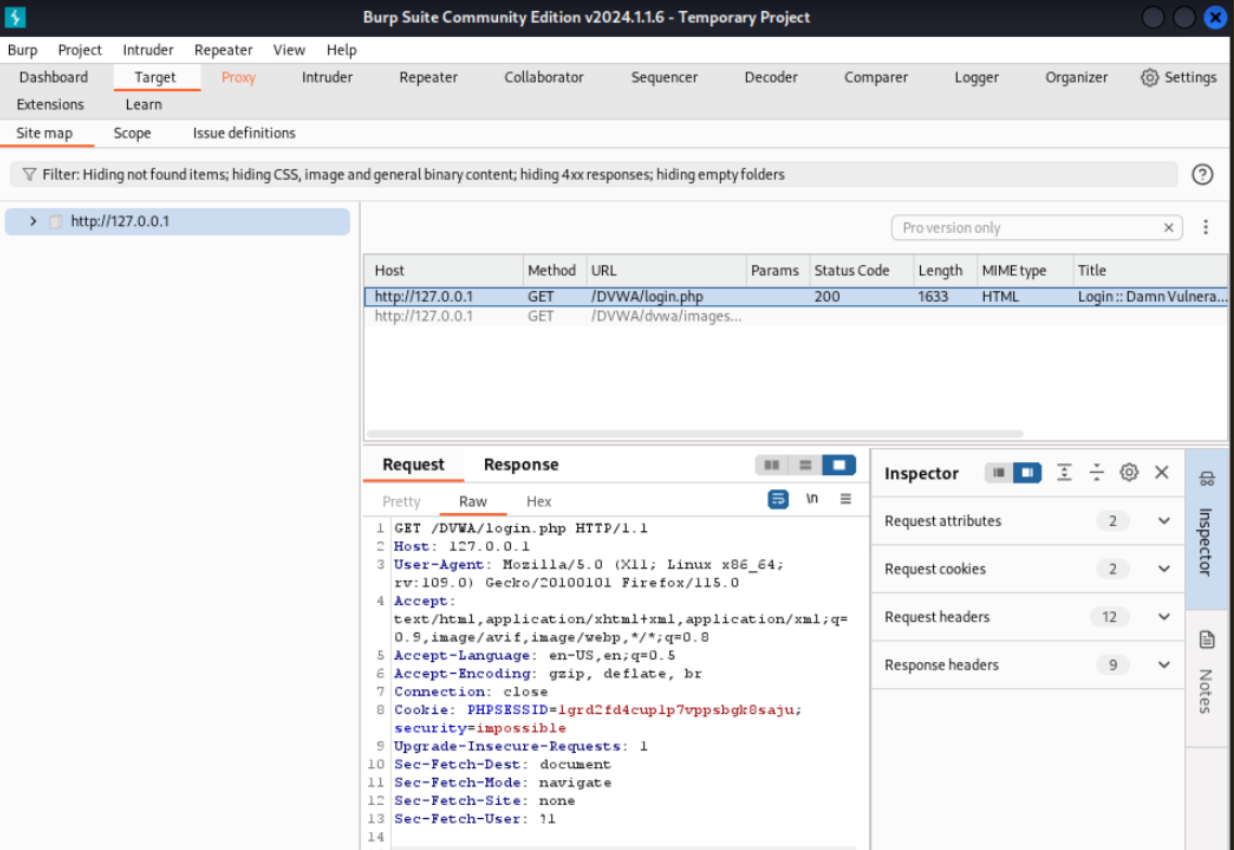 Burp Suite Community Edition v2024.1.1.6 - Temporary Project
Burp Project Intruder Repeater View Help
Dashboard Target Proxy Intruder Repeater Collaborator Sequencer Decoder Comparer Logger Organizer Settings
Extensions Learn
Site map Scope Issue definitions
Filter: Hiding not found items; hiding CSS, image and general binary content; hiding 4xx responses; hiding empty folders
http://127.0.0.1
Pro version only
Host Method URL Params Status Code Length MIME type Title
http://127.0.0.1 GET /DVWA/login.php 200 1633 HTML Login :: Damn Vulnera...
http://127.0.0.1 GET /DVWA/dvwa/images...
Request Response
Pretty Raw Hex \n
1 GET /DVWA/login.php HTTP/1.1
2 Host: 127.0.0.1
3 User-Agent: Mozilla/5.0 (X11; Linux x86_64;
rv:109.0) Gecko/20100101 Firefox/115.0
4 Accept:
text/html,application/xhtml+xml,application/xml;q=
0.9,image/avif,image/webp,*/*;q=0.8
5 Accept-Language: en-US,en;q=0.5
6 Accept-Encoding: gzip, deflate, br
7 Connection: close
8 Cookie: PHPSESSID=lgrd2fd4cup1p7vppsbgk8saju;
security=impossible
9 Upgrade-Insecure-Requests: 1
10 Sec-Fetch-Dest: document
11 Sec-Fetch-Mode: navigate
12 Sec-Fetch-Site: none
13 Sec-Fetch-User: ?1
14
Inspector
Request attributes 2
Request cookies 2
Request headers 12
Response headers 9
Inspector
Notes